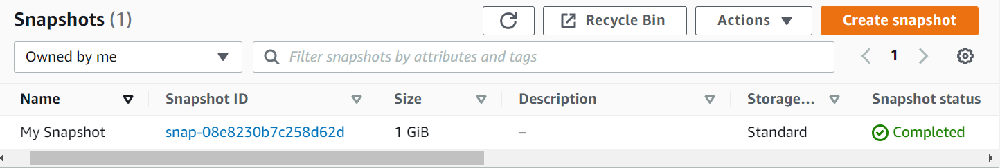 Snapshots (1) Recycle Bin Actions Create snapshot
Owned by me Filter snapshots by attributes and tags 1
Name Snapshot ID Size Description Storage... Snapshot status
My Snapshot snap-08e8230b7c258d62d 1 GiB – Standard Completed